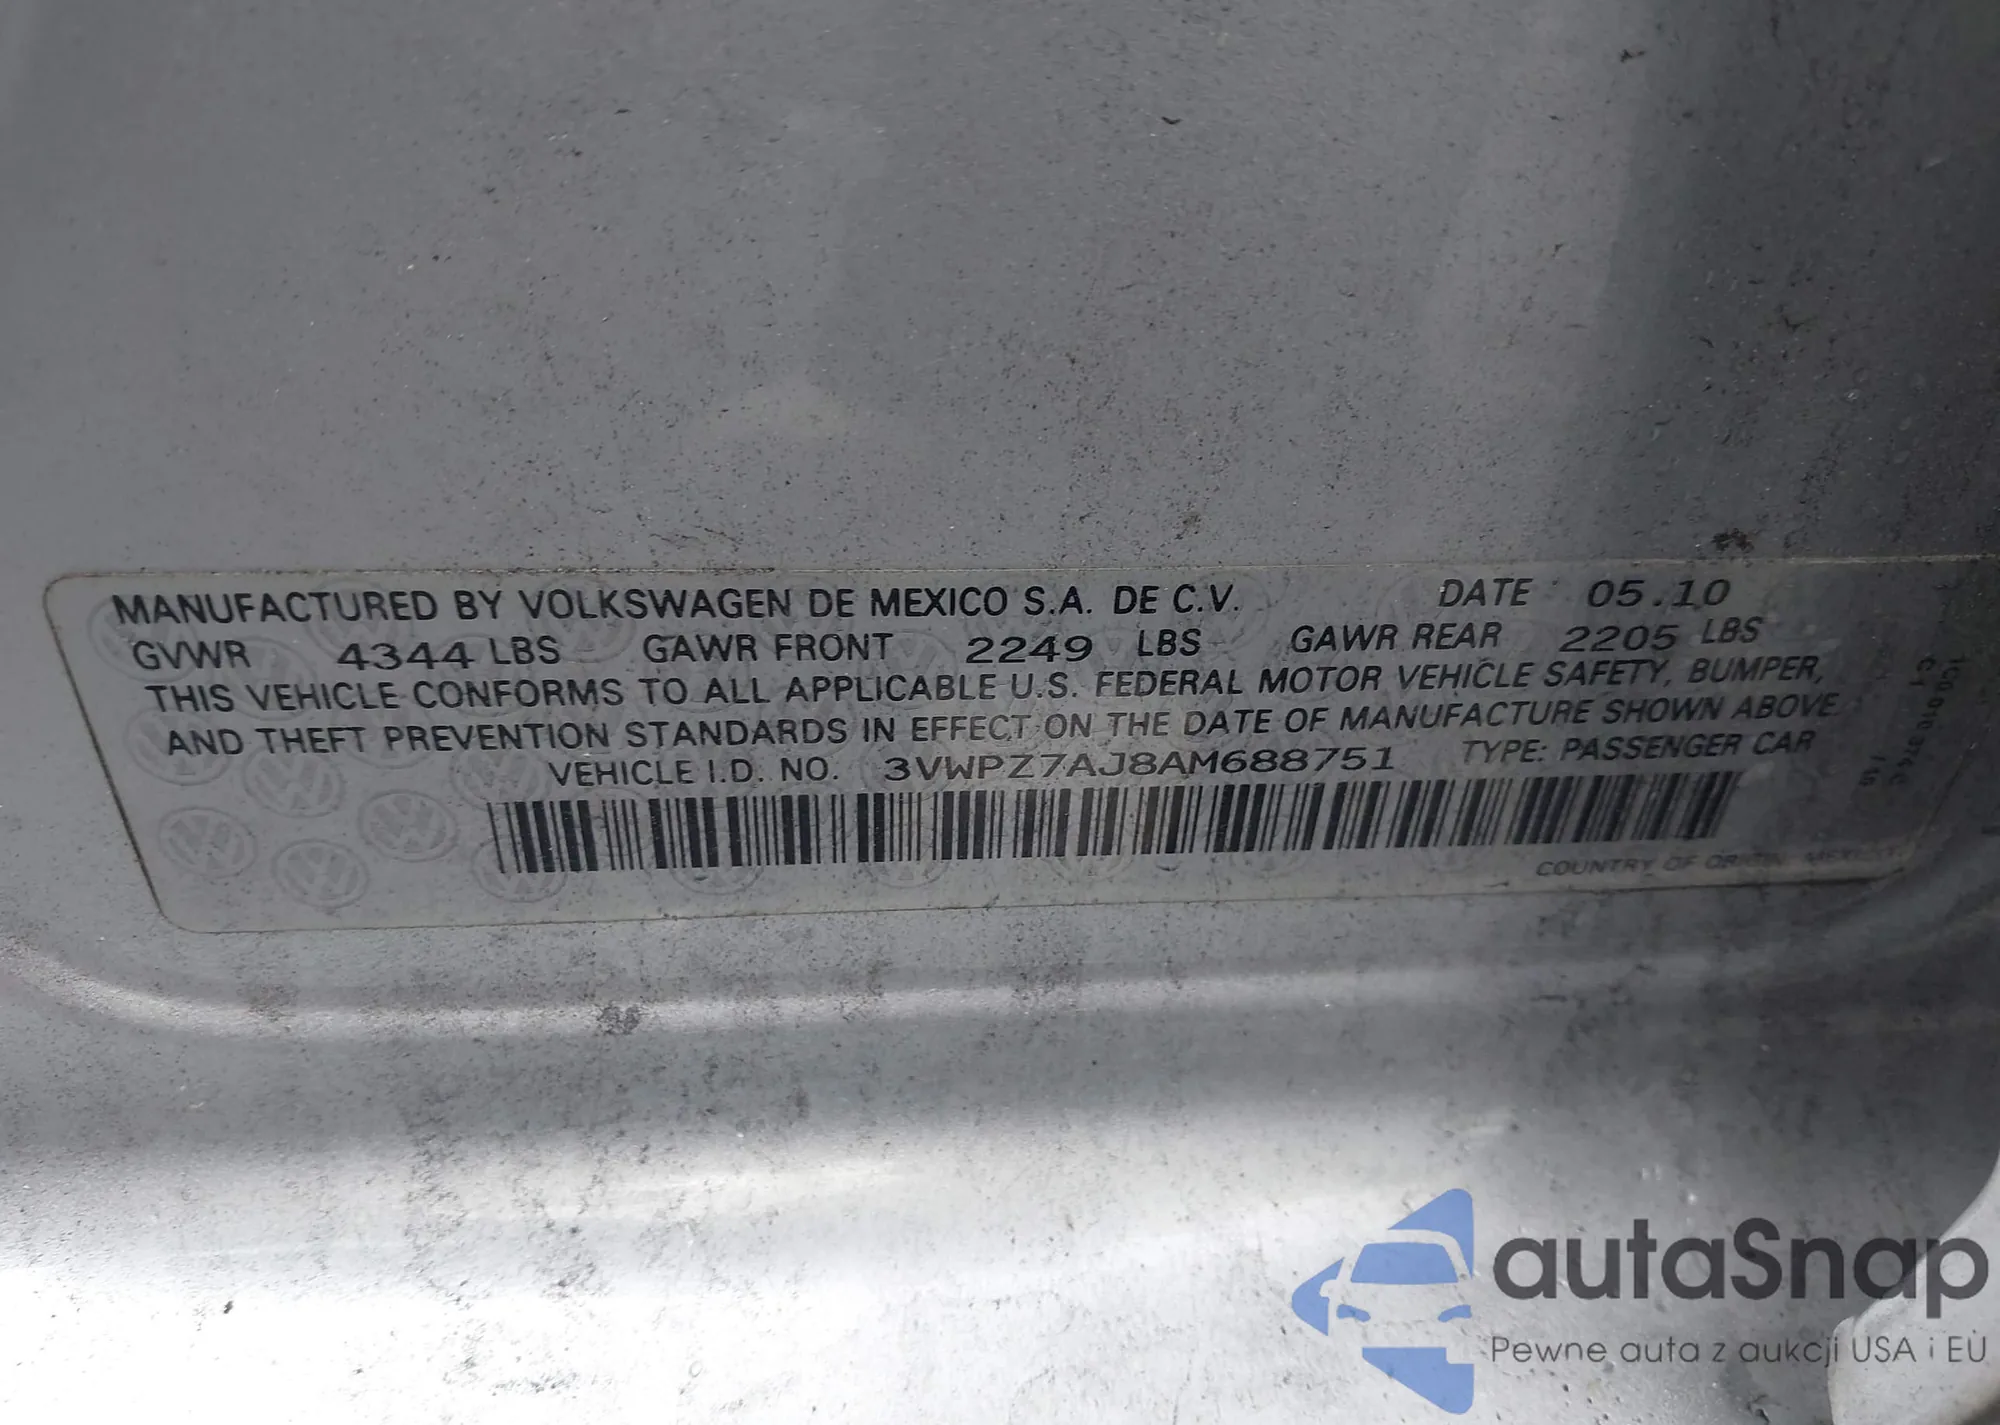 MANUFACTURED BY VOLKSWAGEN DE MEXICO S.A. DE C.V. DATE : 05.10
GVWR 4344 LBS GAWR FRONT 2249 LBS GAWR REAR 2205 LBS
THIS VEHICLE CONFORMS TO ALL APPLICABLE U.S. FEDERAL MOTOR VEHICLE SAFETY, BUMPER,
AND THEFT PREVENTION STANDARDS IN EFFECT ON THE DATE OF MANUFACTURE SHOWN ABOVE
VEHICLE I.D. NO. 3VWPZ7AJ8AM688751 TYPE: PASSENGER CAR
COUNTRY OF ORIGIN
autaSnap
Pewne auta z aukcji USA i EU